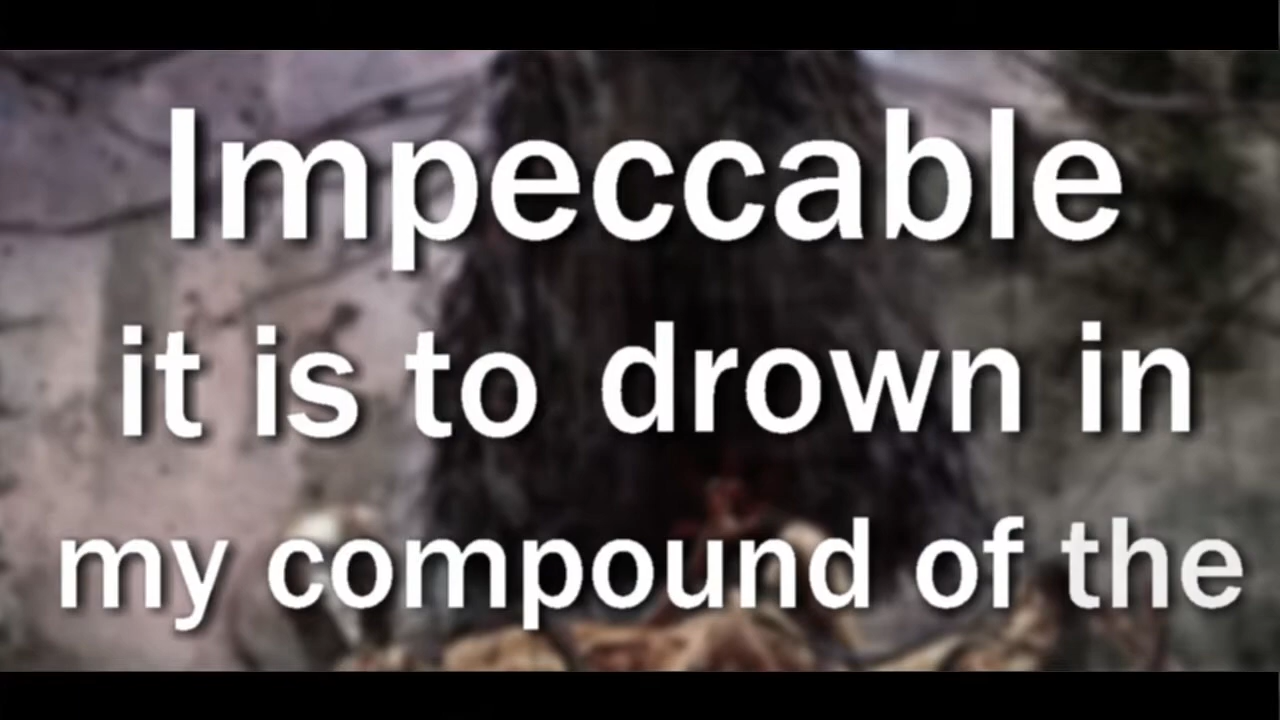 Impeccable
it is to drown in
my compound of the